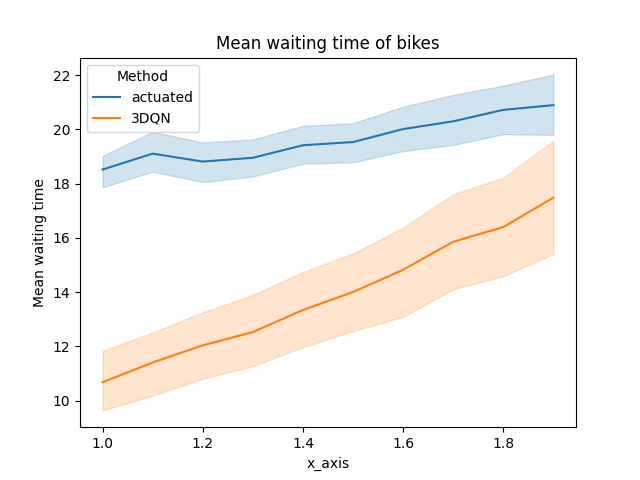 Mean waiting time of bikes
Method
actuated
3DQN
Mean waiting time
22
20
18
16
14
12
10
1.0 1.2 1.4 1.6 1.8
x_axis